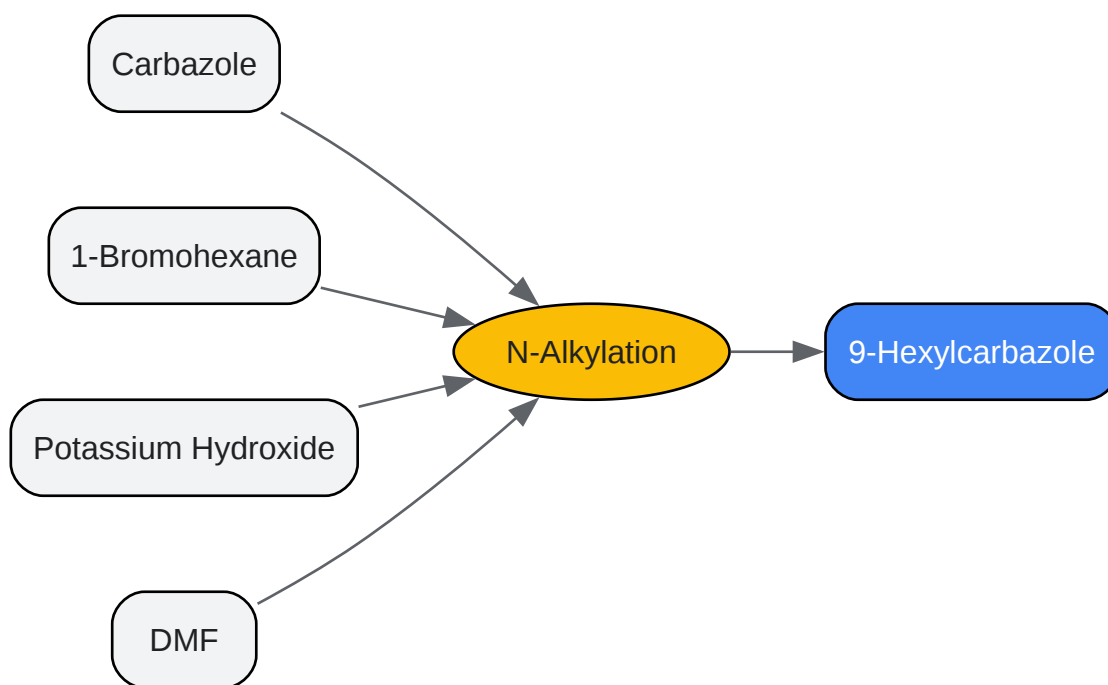 Carbazole
1-Bromohexane
N-Alkylation
9-Hexylcarbazole
Potassium Hydroxide
DMF